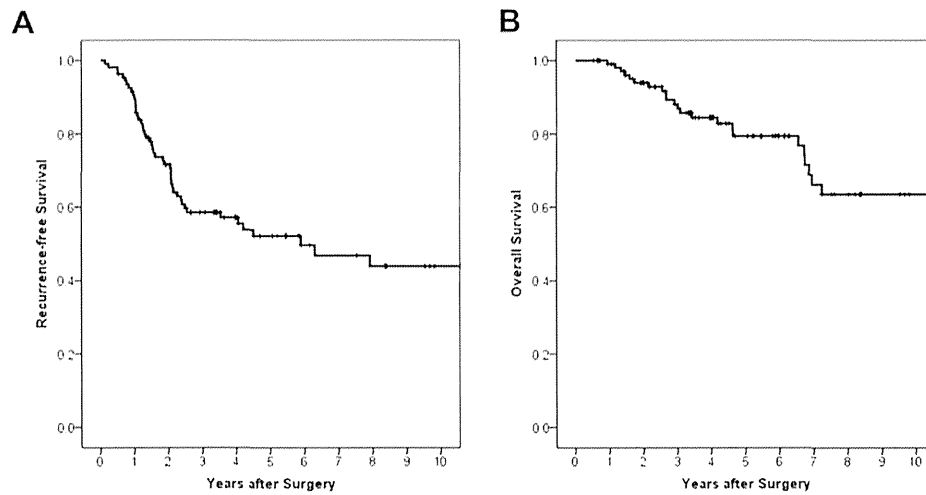 A
1.0
0.8
0.6
0.4
0.2
0.0
Recurrence-free Survival
0 1 2 3 4 5 6 7 8 9 10
Years after Surgery
B
1.0
0.8
0.6
0.4
0.2
0.0
Overall Survival
0 1 2 3 4 5 6 7 8 9 10
Years after Surgery